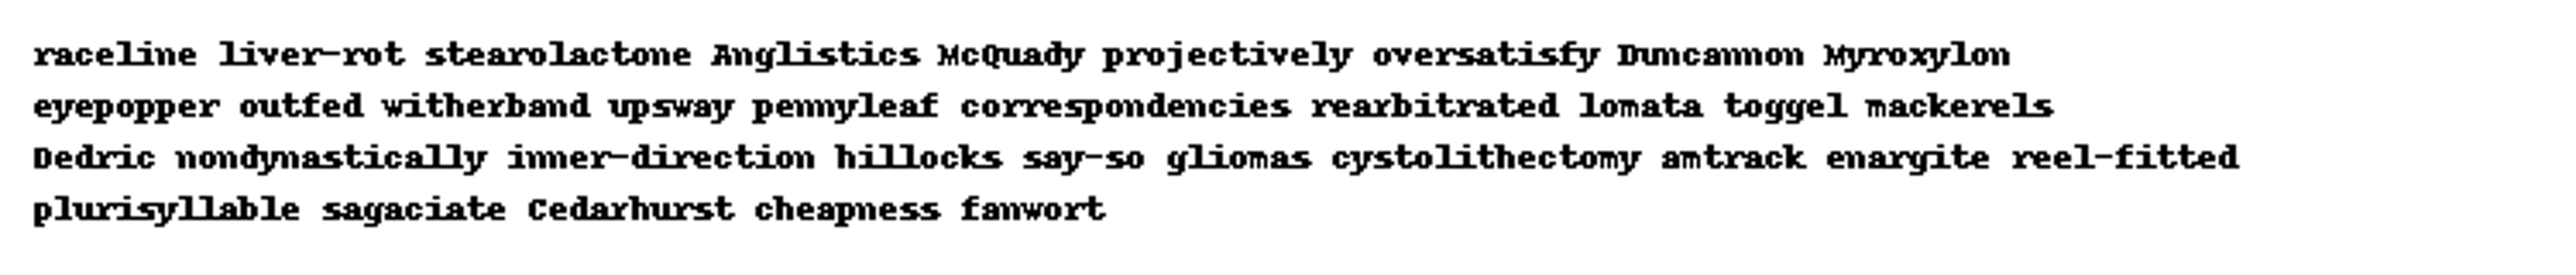 raceline liver-rot stearolactone Anglistics McQuady projectively oversatisfy Duncannon Myroxylon
eyepopper outfed witherband upsway pennyleaf correspondencies rearbitrated lomata toggel mackerels
Dedric nondynastically inner-direction hillocks say-so gliomas cystolithectomy amtrack enargite reel-fitted
plurisyllable sagaciate Cedarhurst cheapness fanwort